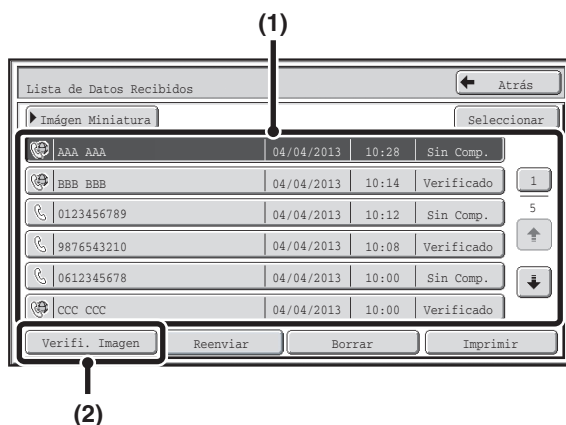 (1)
Lista de Datos Recibidos
Atrás
Imágen Miniatura
Seleccionar
AAA AAA 04/04/2013 10:28 Sin Comp.
BBB BBB 04/04/2013 10:14 Verificado
1
0123456789 04/04/2013 10:12 Sin Comp.
5
9876543210 04/04/2013 10:08 Verificado
0612345678 04/04/2013 10:00 Sin Comp.
CCC CCC 04/04/2013 10:00 Verificado
Verifi. Imagen
Reenviar
Borrar
Imprimir
(2)